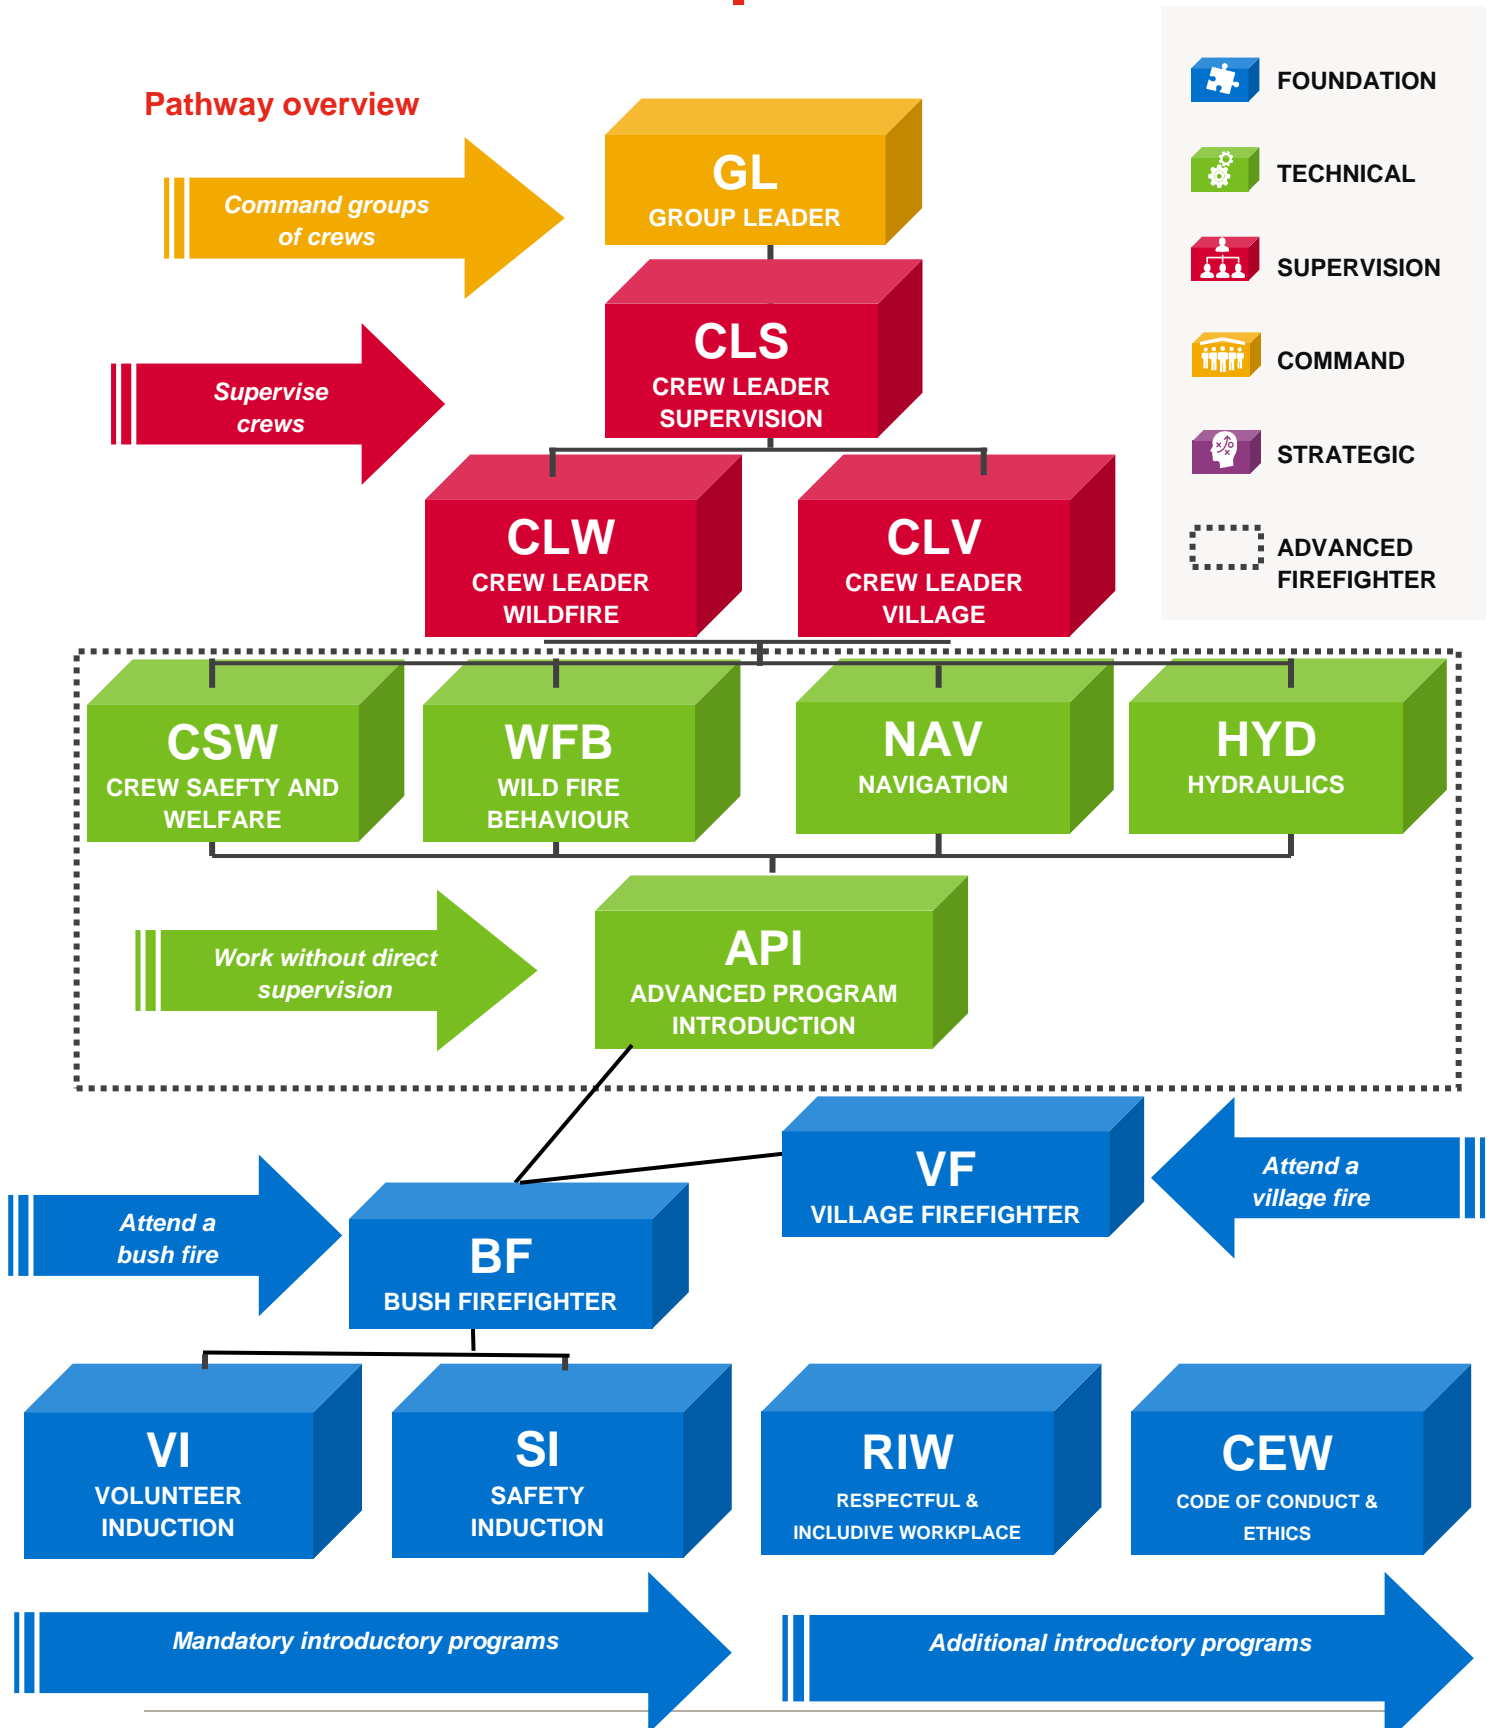 Pathway overview
FOUNDATION
TECHNICAL
SUPERVISION
COMMAND
STRATEGIC
ADVANCED
FIREFIGHTER
Command groups
of crews
GL
GROUP LEADER
Supervise
crews
CLS
CREW LEADER
SUPERVISION
CLW
CREW LEADER
WILDFIRE
CLV
CREW LEADER
VILLAGE
CSW
CREW SAEFTY AND
WELFARE
WFB
WILD FIRE
BEHAVIOUR
NAV
NAVIGATION
HYD
HYDRAULICS
Work without direct
supervision
API
ADVANCED PROGRAM
INTRODUCTION
VF
VILLAGE FIREFIGHTER
Attend a
village fire
Attend a
bush fire
BF
BUSH FIREFIGHTER
VI
VOLUNTEER
INDUCTION
SI
SAFETY
INDUCTION
RIW
RESPECTFUL &
INCLUDIVE WORKPLACE
CEW
CODE OF CONDUCT &
ETHICS
Mandatory introductory programs
Additional introductory programs